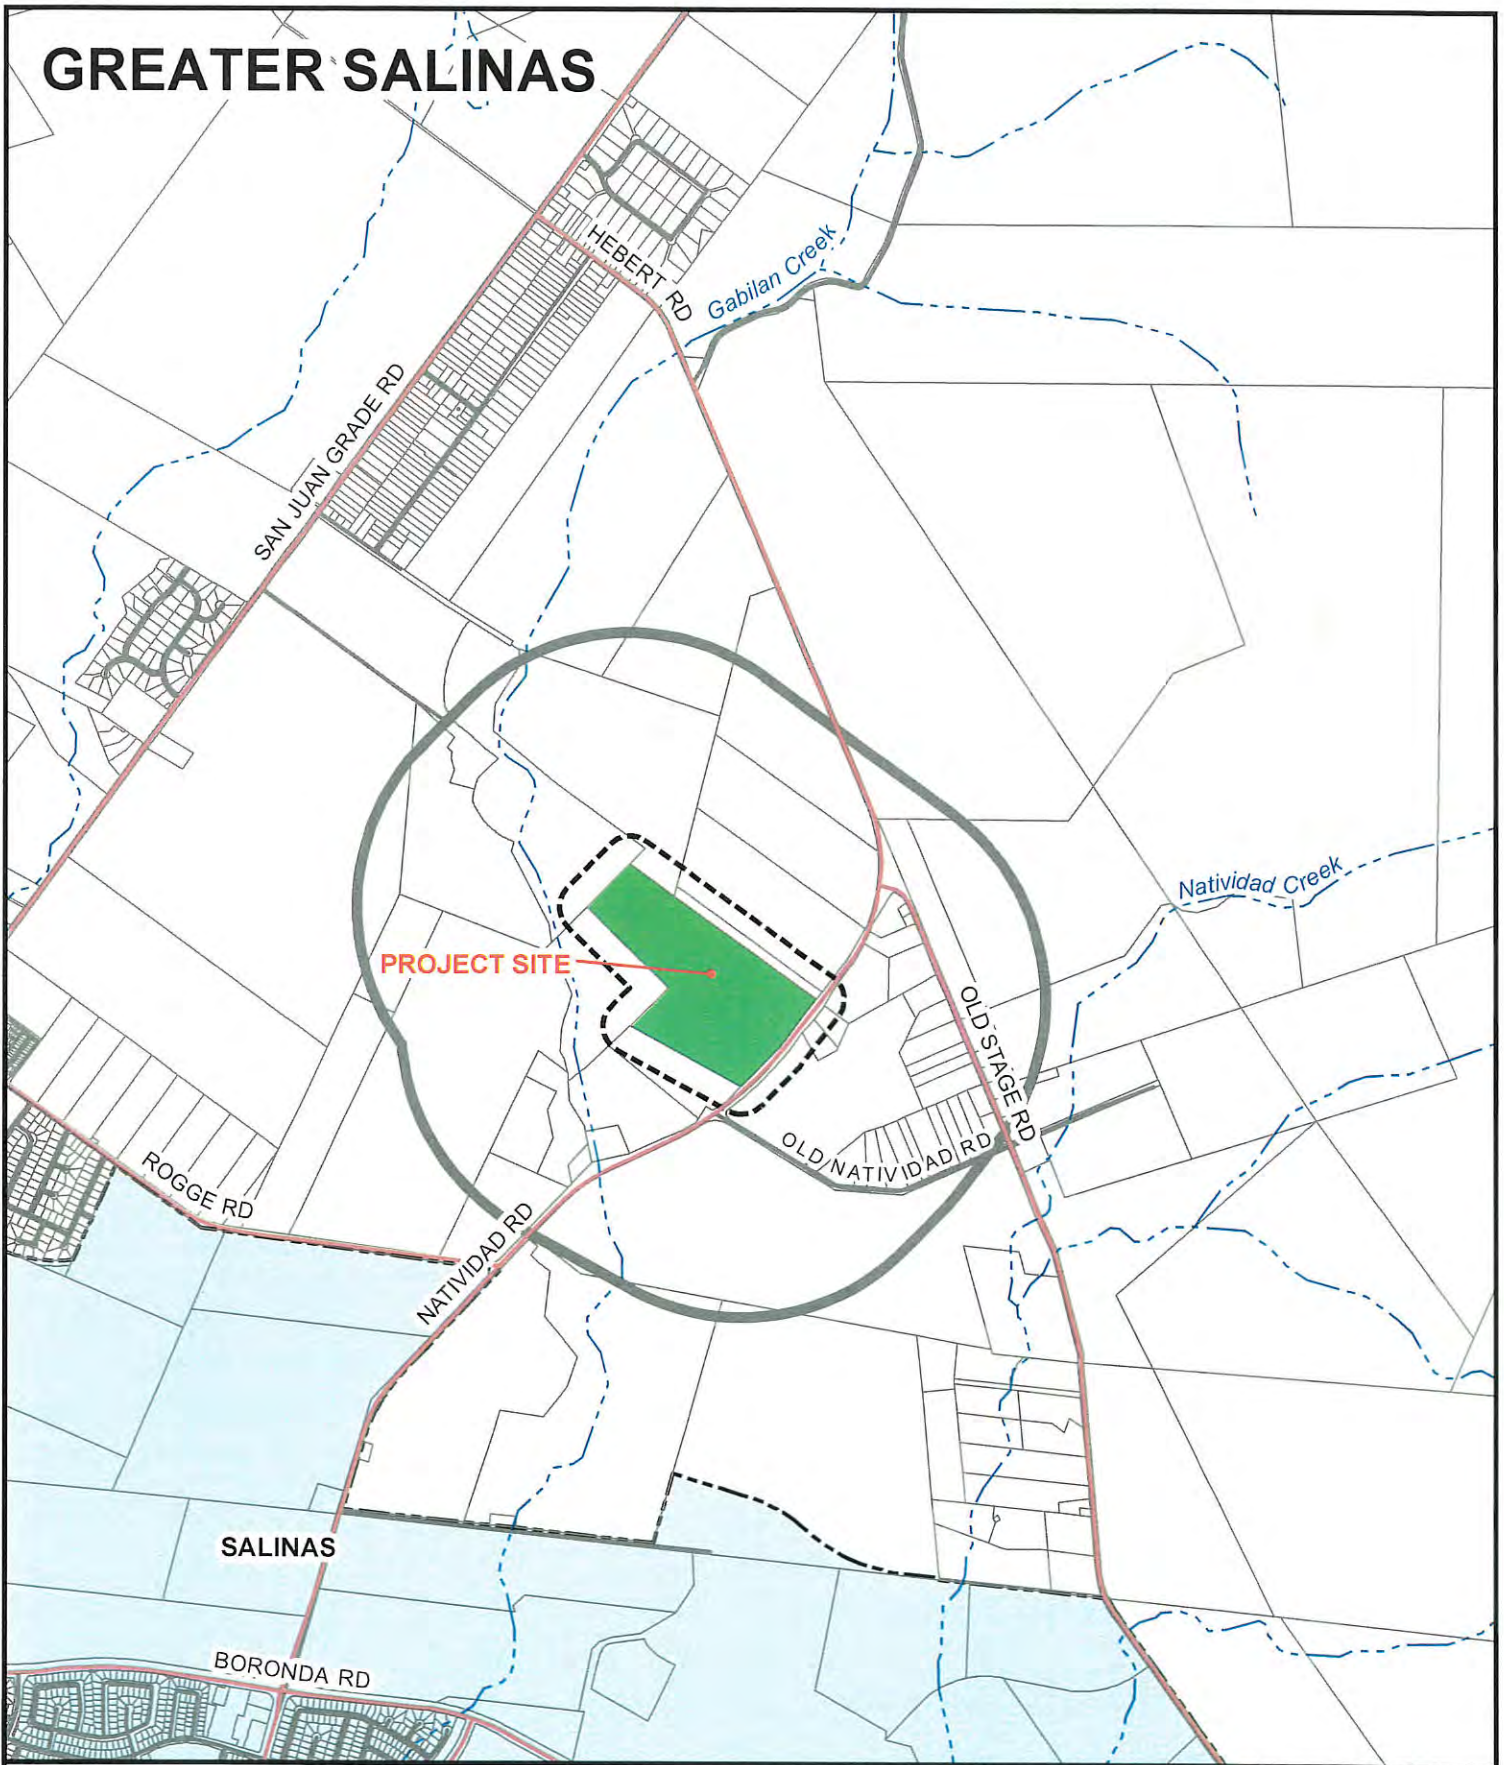 GREATER SALINAS
HEBERT RD
Gabilan Creek
SAN JUAN GRADE RD
Natividad Creek
PROJECT SITE
OLD STAGE RD
OLD NATIVIDAD RD
ROGGE RD
NATIVIDAD RD
SALINAS
BORONDA RD